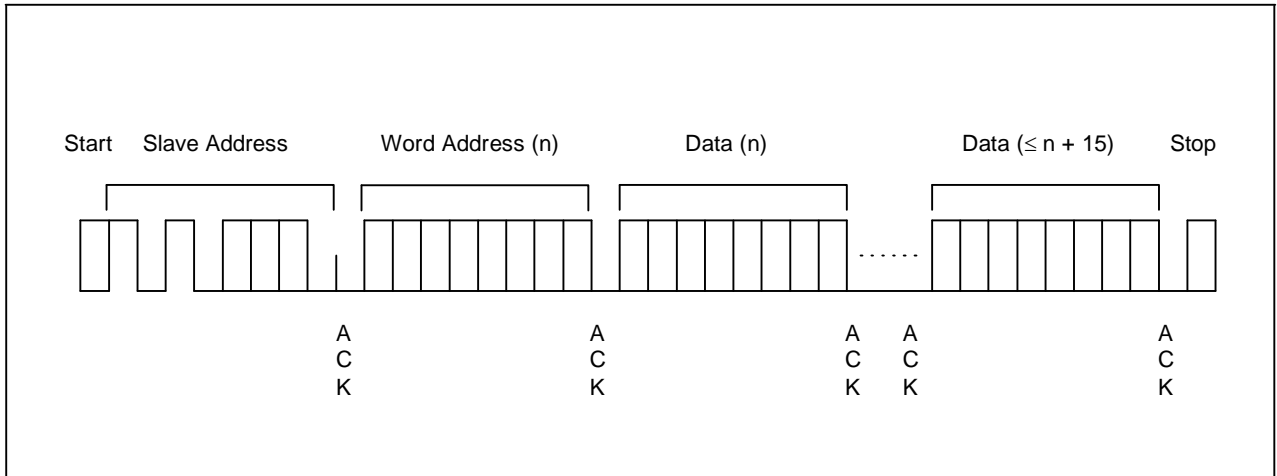 Start Slave Address Word Address (n) Data (n) Data (≤ n + 15) Stop
. . . . . .
A A A A A
C C C C C
K K K K K